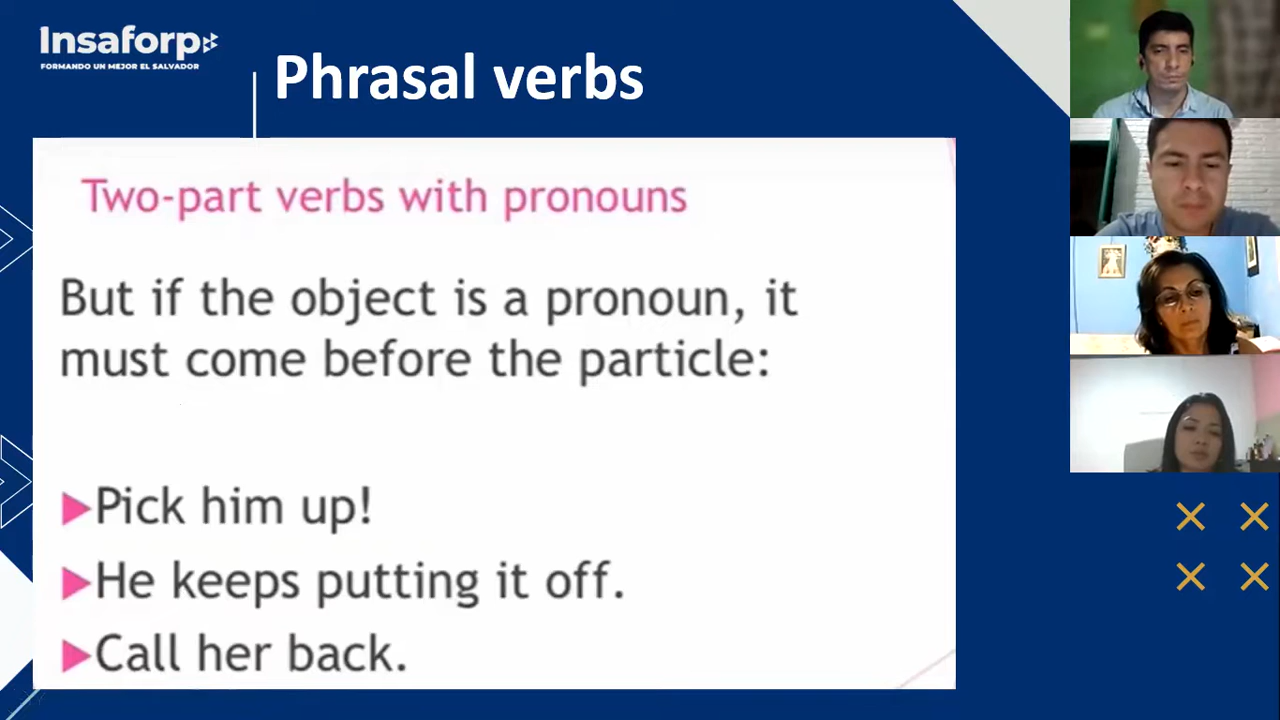 Insaforp
FORMANDO UN MEJOR EL SALVADOR
Phrasal verbs
Two-part verbs with pronouns
But if the object is a pronoun, it
must come before the particle:
Pick him up!
He keeps putting it off.
Call her back.